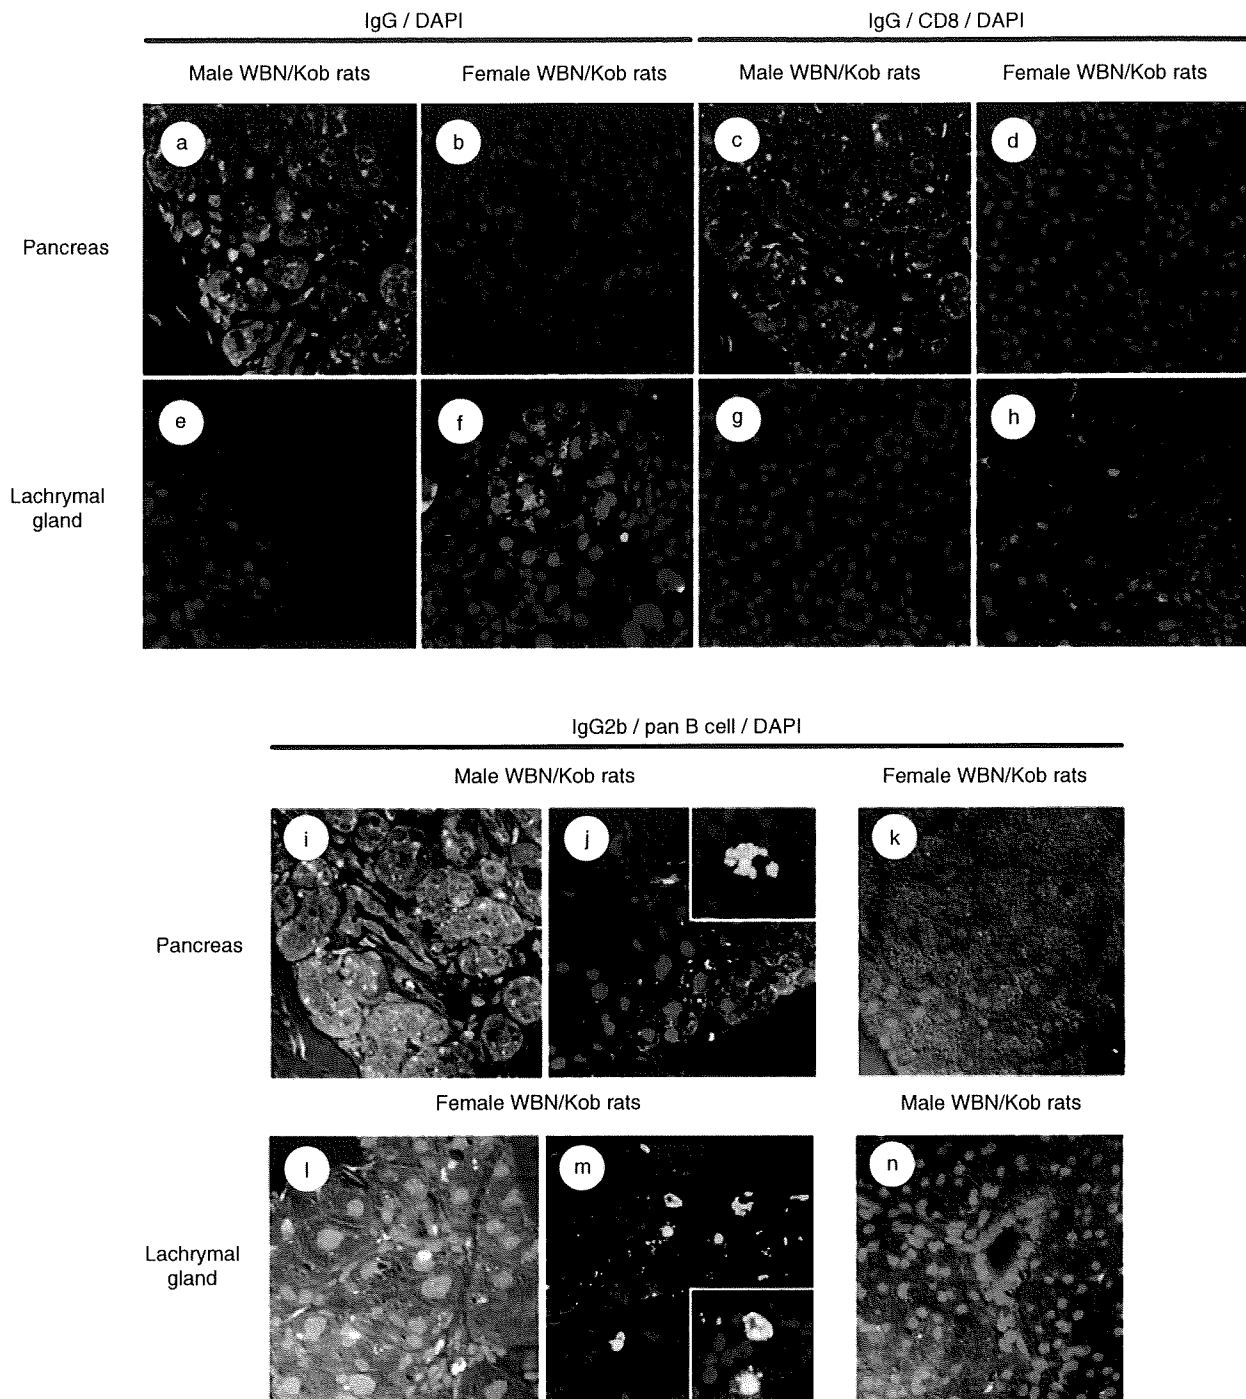 IgG / DAPI
IgG / CD8 / DAPI
Male WBN/Kob rats
Female WBN/Kob rats
Male WBN/Kob rats
Female WBN/Kob rats
Pancreas
a
b
c
d
Lachrymal
gland
e
f
g
h
IgG2b / pan B cell / DAPI
Male WBN/Kob rats
Female WBN/Kob rats
Pancreas
i
j
k
Female WBN/Kob rats
Male WBN/Kob rats
Lachrymal
gland
l
m
n